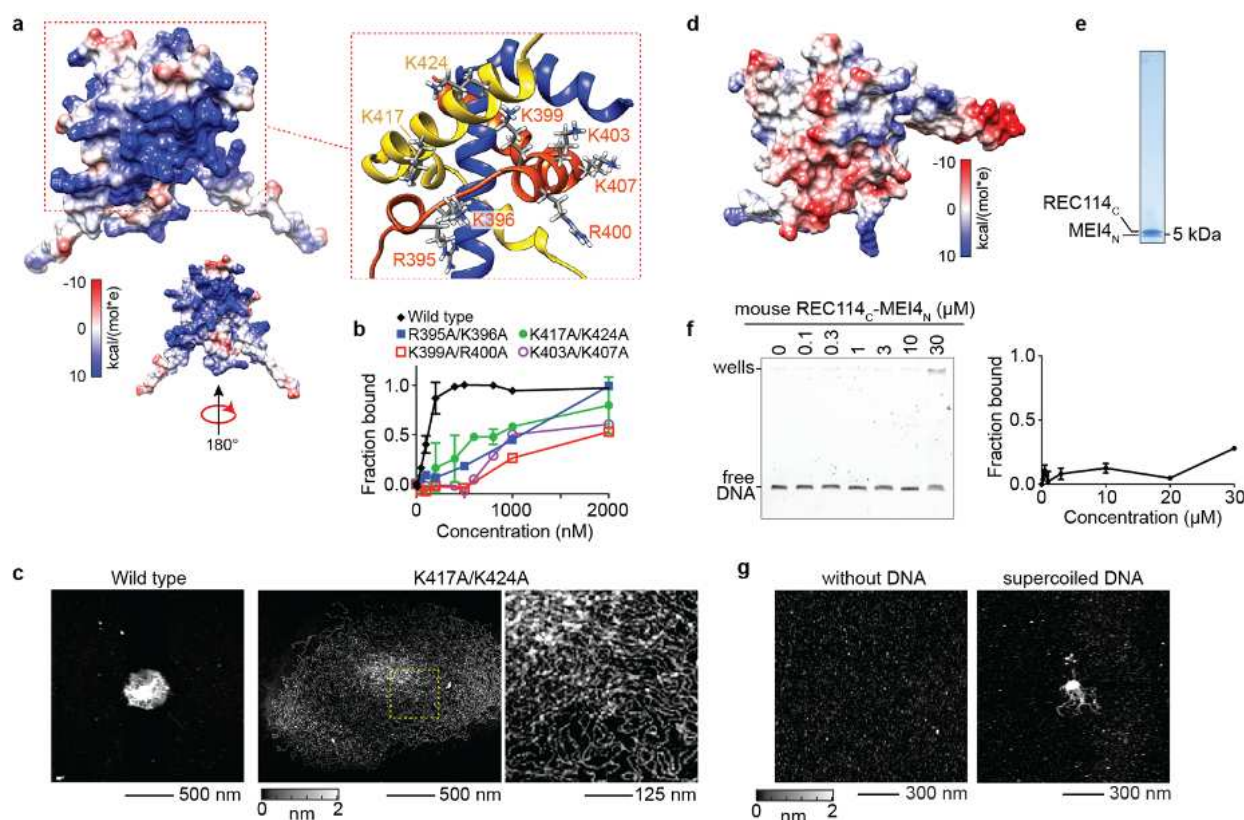 a
K424
K417
K399
K403
K407
K396
R400
R395
-10
0
10
kcal/(mol*e)
180°
b
Wild type
R395A/K396A
K417A/K424A
K399A/R400A
K403A/K407A
Fraction bound
1.0
0.5
0.0
0
1000
2000
Concentration (nM)
c
Wild type
K417A/K424A
500 nm
0
2
nm
500 nm
125 nm
d
-10
0
10
kcal/(mol*e)
e
REC114C
MEI4N
5 kDa
f
mouse REC114C-MEI4N (µM)
0
0.1
0.3
1
3
10
30
wells
free
DNA
Fraction bound
1.0
0.5
0.0
0
10
20
30
Concentration (µM)
g
without DNA
supercoiled DNA
0
2
nm
300 nm
300 nm